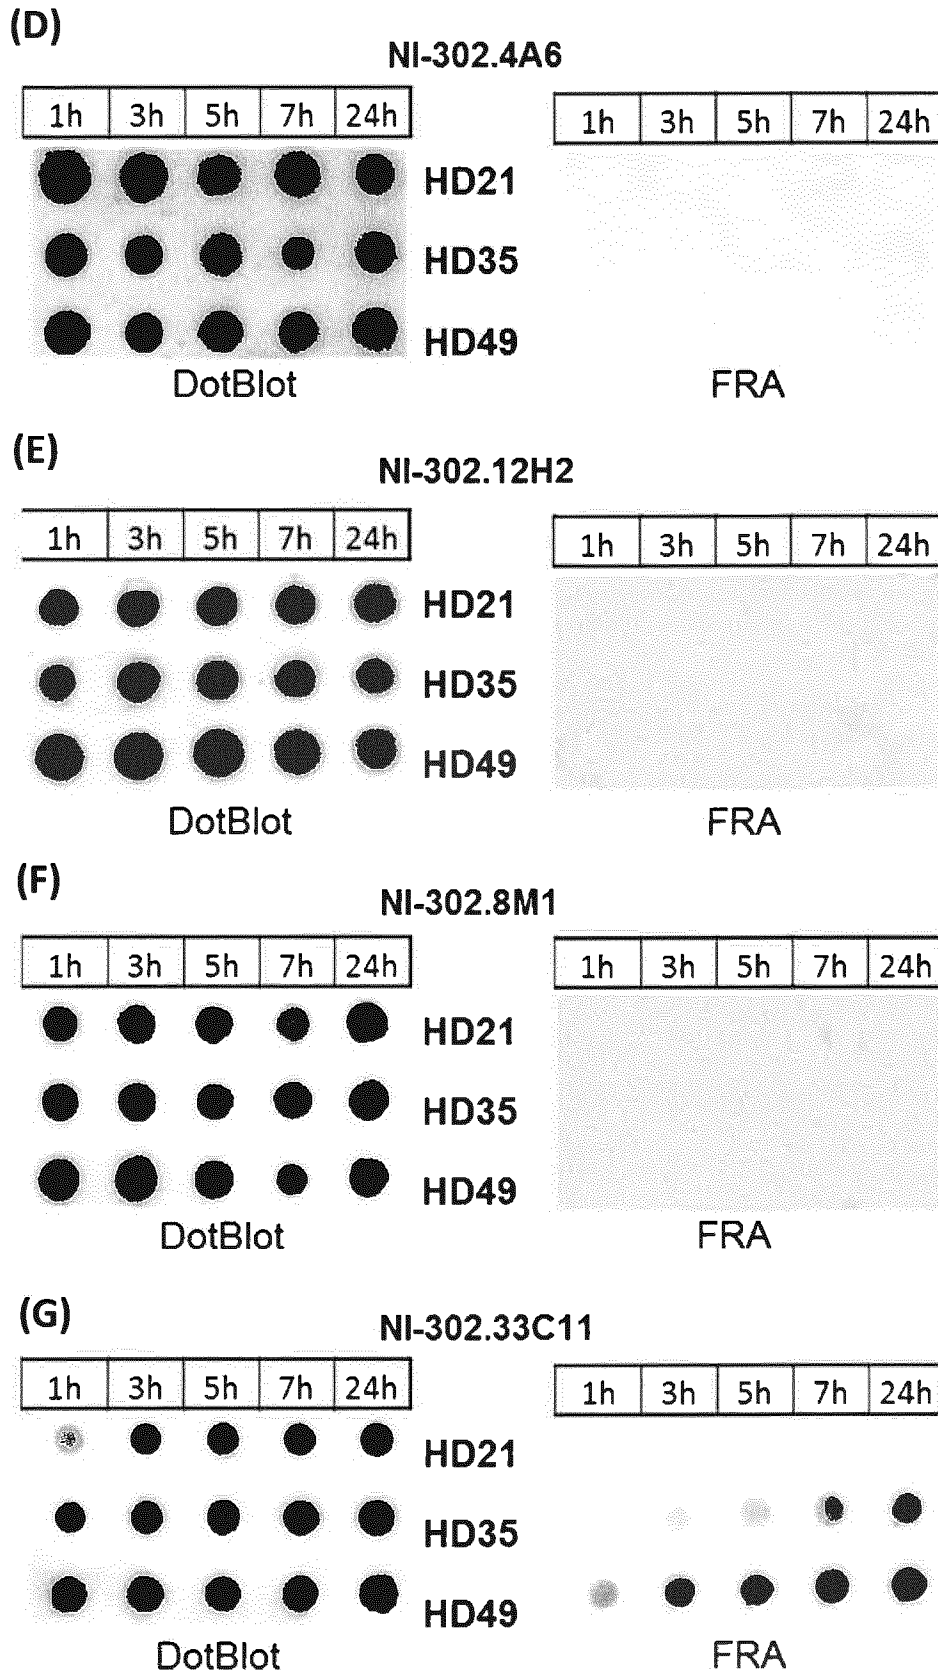 (D)
NI-302.4A6
1h 3h 5h 7h 24h 1h 3h 5h 7h 24h
HD21
HD35
HD49
DotBlot FRA
(E)
NI-302.12H2
1h 3h 5h 7h 24h 1h 3h 5h 7h 24h
HD21
HD35
HD49
DotBlot FRA
(F)
NI-302.8M1
1h 3h 5h 7h 24h 1h 3h 5h 7h 24h
HD21
HD35
HD49
DotBlot FRA
(G)
NI-302.33C11
1h 3h 5h 7h 24h 1h 3h 5h 7h 24h
HD21
HD35
HD49
DotBlot FRA